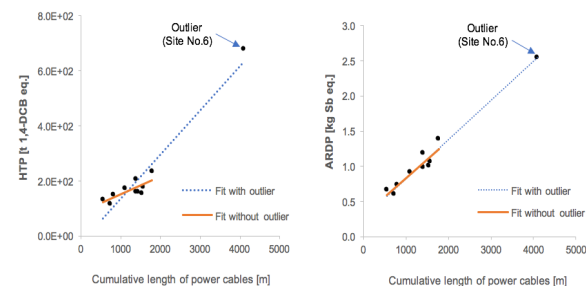 Outlier
(Site No.6)
8.0E+02
6.0E+02
4.0E+02
2.0E+02
0.0E+00
HTP [t 1,4-DCB eq.]
Fit with outlier
Fit without outlier
0 1000 2000 3000 4000 5000
Cumulative length of power cables [m]
Outlier
(Site No.6)
3.0
2.5
2.0
1.5
1.0
0.5
0.0
ARDP [kg Sb eq.]
Fit with outlier
Fit without outlier
0 1000 2000 3000 4000 5000
Cumulative length of power cables [m]